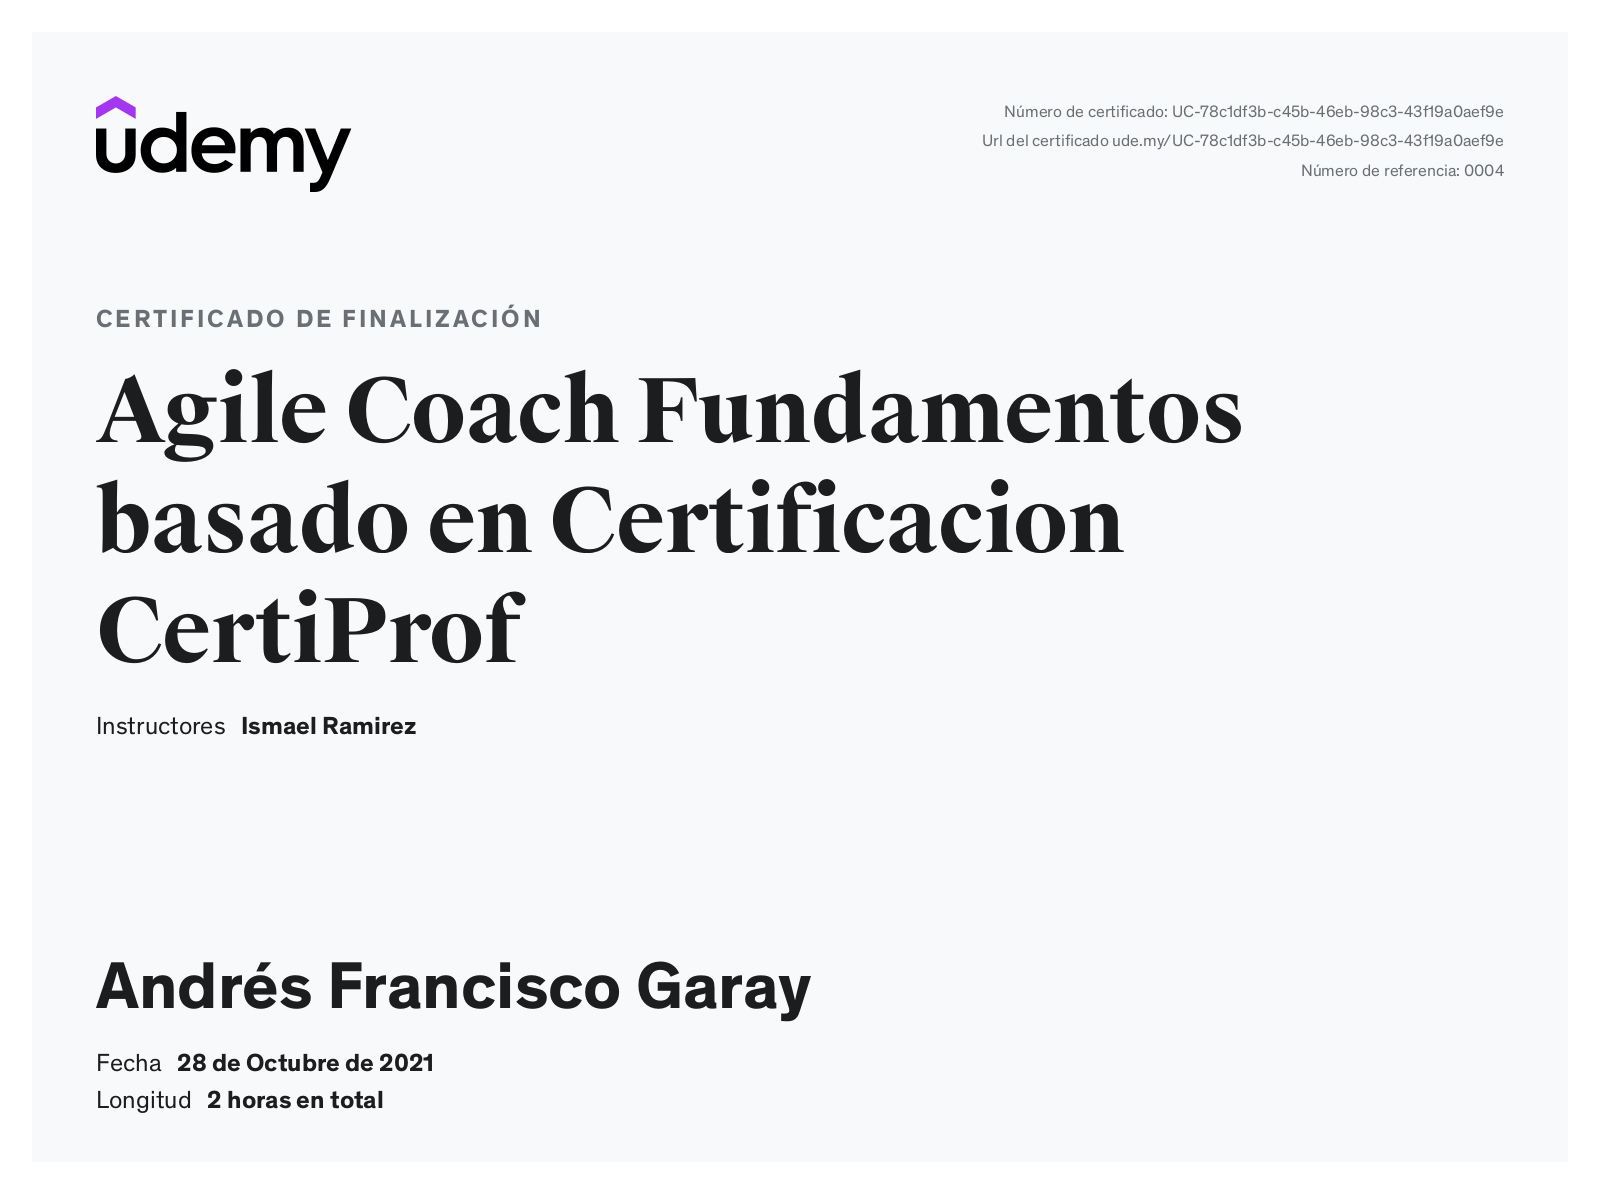 udemy
Número de certificado: UC-78c1df3b-c45b-46eb-98c3-43f19a0aef9e
Url del certificado ude.my/UC-78c1df3b-c45b-46eb-98c3-43f19a0aef9e
Número de referencia: 0004
CERTIFICADO DE FINALIZACIÓN
Agile Coach Fundamentos
basado en Certificacion
CertiProf
Instructores Ismael Ramirez
Andrés Francisco Garay
Fecha 28 de Octubre de 2021
Longitud 2 horas en total